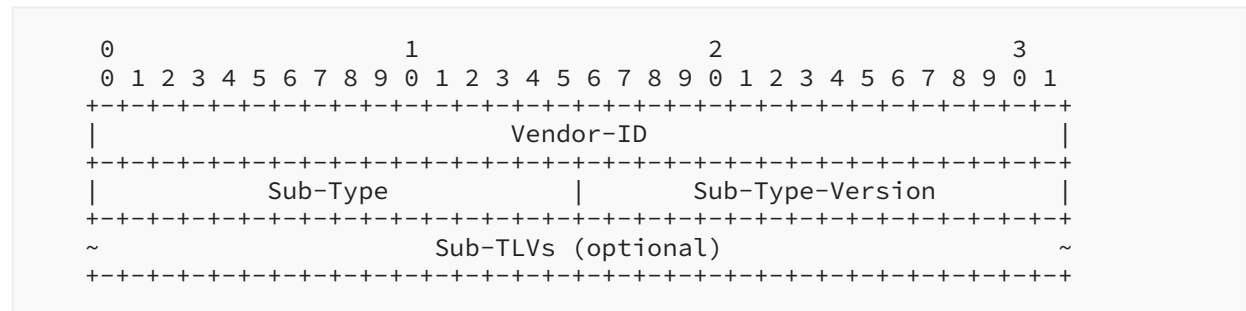 0                   1                   2                   3
 0 1 2 3 4 5 6 7 8 9 0 1 2 3 4 5 6 7 8 9 0 1 2 3 4 5 6 7 8 9 0 1
+-+-+-+-+-+-+-+-+-+-+-+-+-+-+-+-+-+-+-+-+-+-+-+-+-+-+-+-+-+-+-+-+
|                           Vendor-ID                           |
+-+-+-+-+-+-+-+-+-+-+-+-+-+-+-+-+-+-+-+-+-+-+-+-+-+-+-+-+-+-+-+-+
|           Sub-Type            |       Sub-Type-Version        |
+-+-+-+-+-+-+-+-+-+-+-+-+-+-+-+-+-+-+-+-+-+-+-+-+-+-+-+-+-+-+-+-+
~                      Sub-TLVs (optional)                      ~
+-+-+-+-+-+-+-+-+-+-+-+-+-+-+-+-+-+-+-+-+-+-+-+-+-+-+-+-+-+-+-+-+